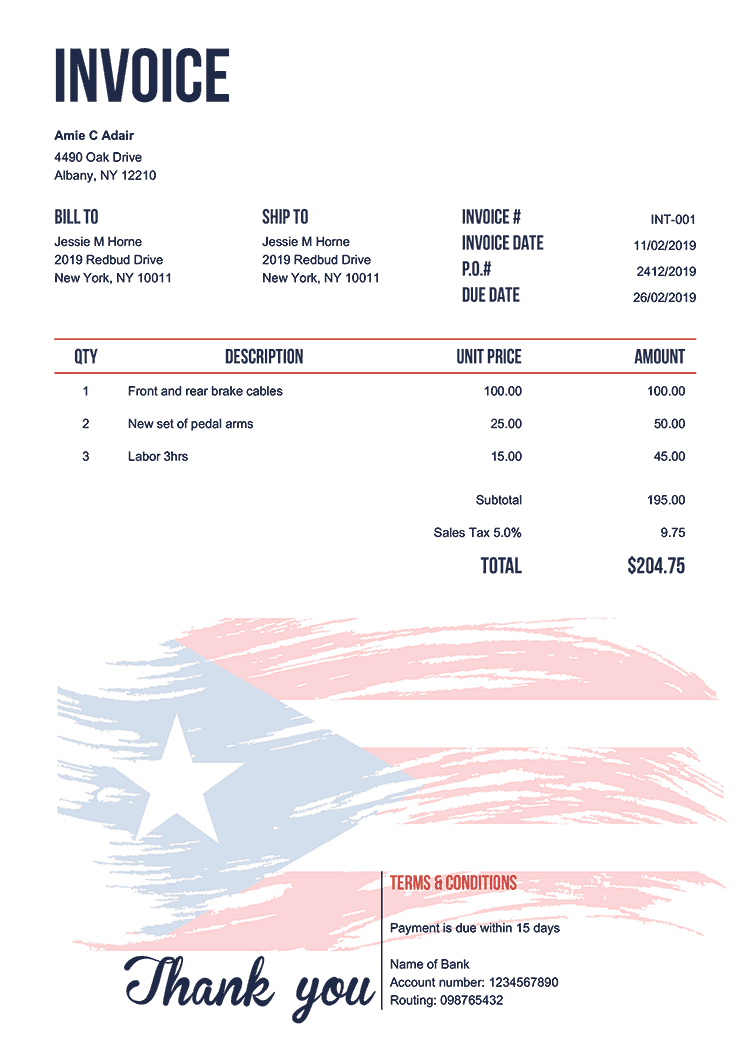 INVOICE
Amie C Adair
4490 Oak Drive
Albany, NY 12210
BILL TO
Jessie M Horne
2019 Redbud Drive
New York, NY 10011
SHIP TO
Jessie M Horne
2019 Redbud Drive
New York, NY 10011
INVOICE # INT-001
INVOICE DATE 11/02/2019
P.O.# 2412/2019
DUE DATE 26/02/2019
QTY DESCRIPTION UNIT PRICE AMOUNT
1 Front and rear brake cables 100.00 100.00
2 New set of pedal arms 25.00 50.00
3 Labor 3hrs 15.00 45.00
Subtotal 195.00
Sales Tax 5.0% 9.75
TOTAL $204.75
Thank you
TERMS & CONDITIONS
Payment is due within 15 days
Name of Bank
Account number: 1234567890
Routing: 098765432